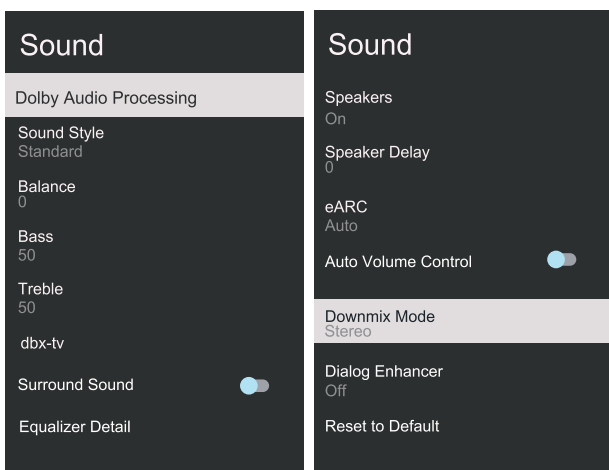 Sound
Dolby Audio Processing
Sound Style
Standard
Balance
0
Bass
50
Treble
50
dbx-tv
Surround Sound
Equalizer Detail
Sound
Speakers
On
Speaker Delay
0
eARC
Auto
Auto Volume Control
Downmix Mode
Stereo
Dialog Enhancer
Off
Reset to Default